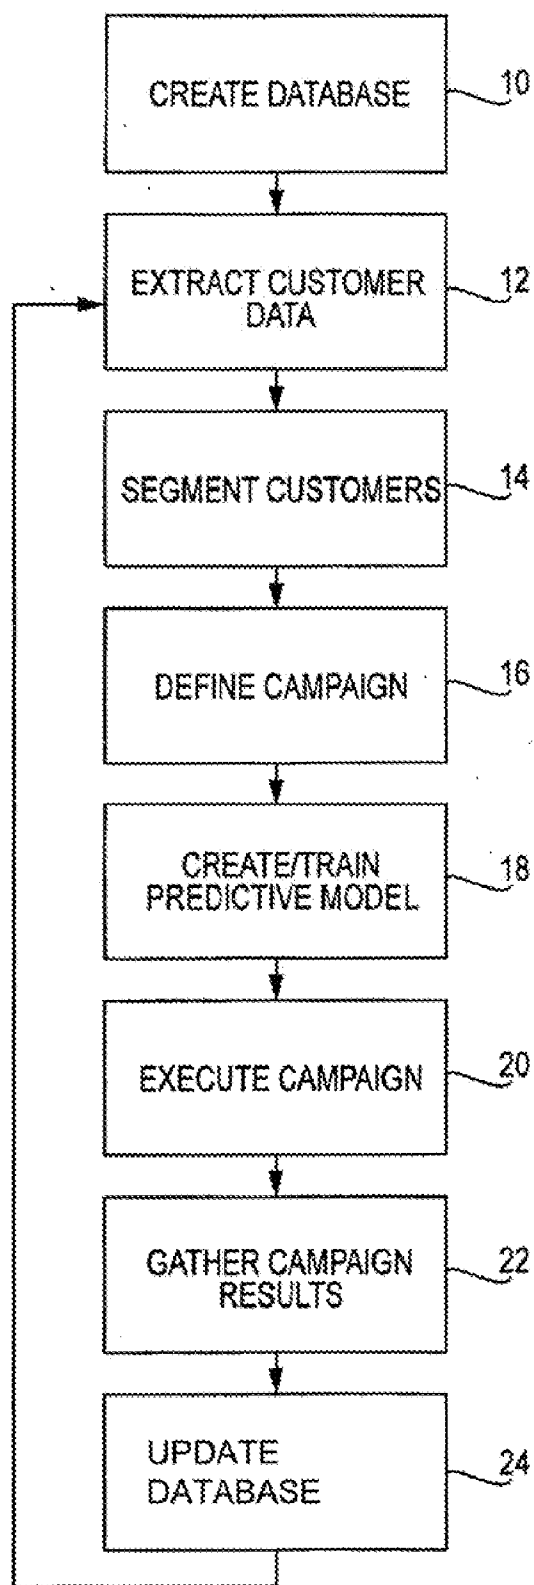 CREATE DATABASE
10
EXTRACT CUSTOMER
DATA
12
SEGMENT CUSTOMERS
14
DEFINE CAMPAIGN
16
CREATE/TRAIN
PREDICTIVE MODEL
18
EXECUTE CAMPAIGN
20
GATHER CAMPAIGN
RESULTS
22
UPDATE
DATABASE
24